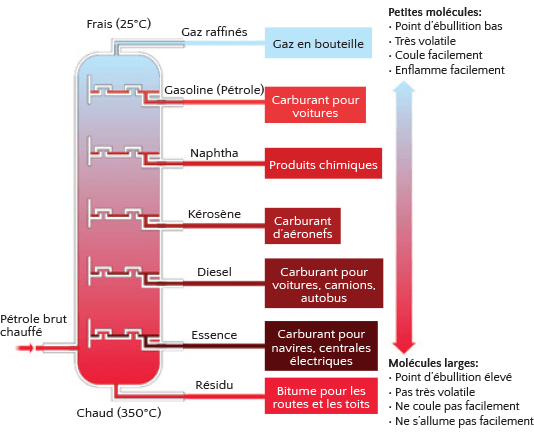 Frais (25°C)
Gaz raffinés
Gaz en bouteille
Gasoline (Pétrole)
Carburant pour
voitures
Naphtha
Produits chimiques
Kérosène
Carburant
d'aéronefs
Diesel
Carburant pour
voitures, camions,
autobus
Pétrole brut
chauffé
Essence
Carburant pour
navires, centrales
électriques
Résidu
Bitume pour les
routes et les toits
Chaud (350°C)
Petites molécules:
· Point d'ébullition bas
· Très volatile
· Coule facilement
· Enflamme facilement
Molécules larges:
· Point d'ébullition élevé
· Pas très volatile
· Ne coule pas facilement
· Ne s'allume pas facilement